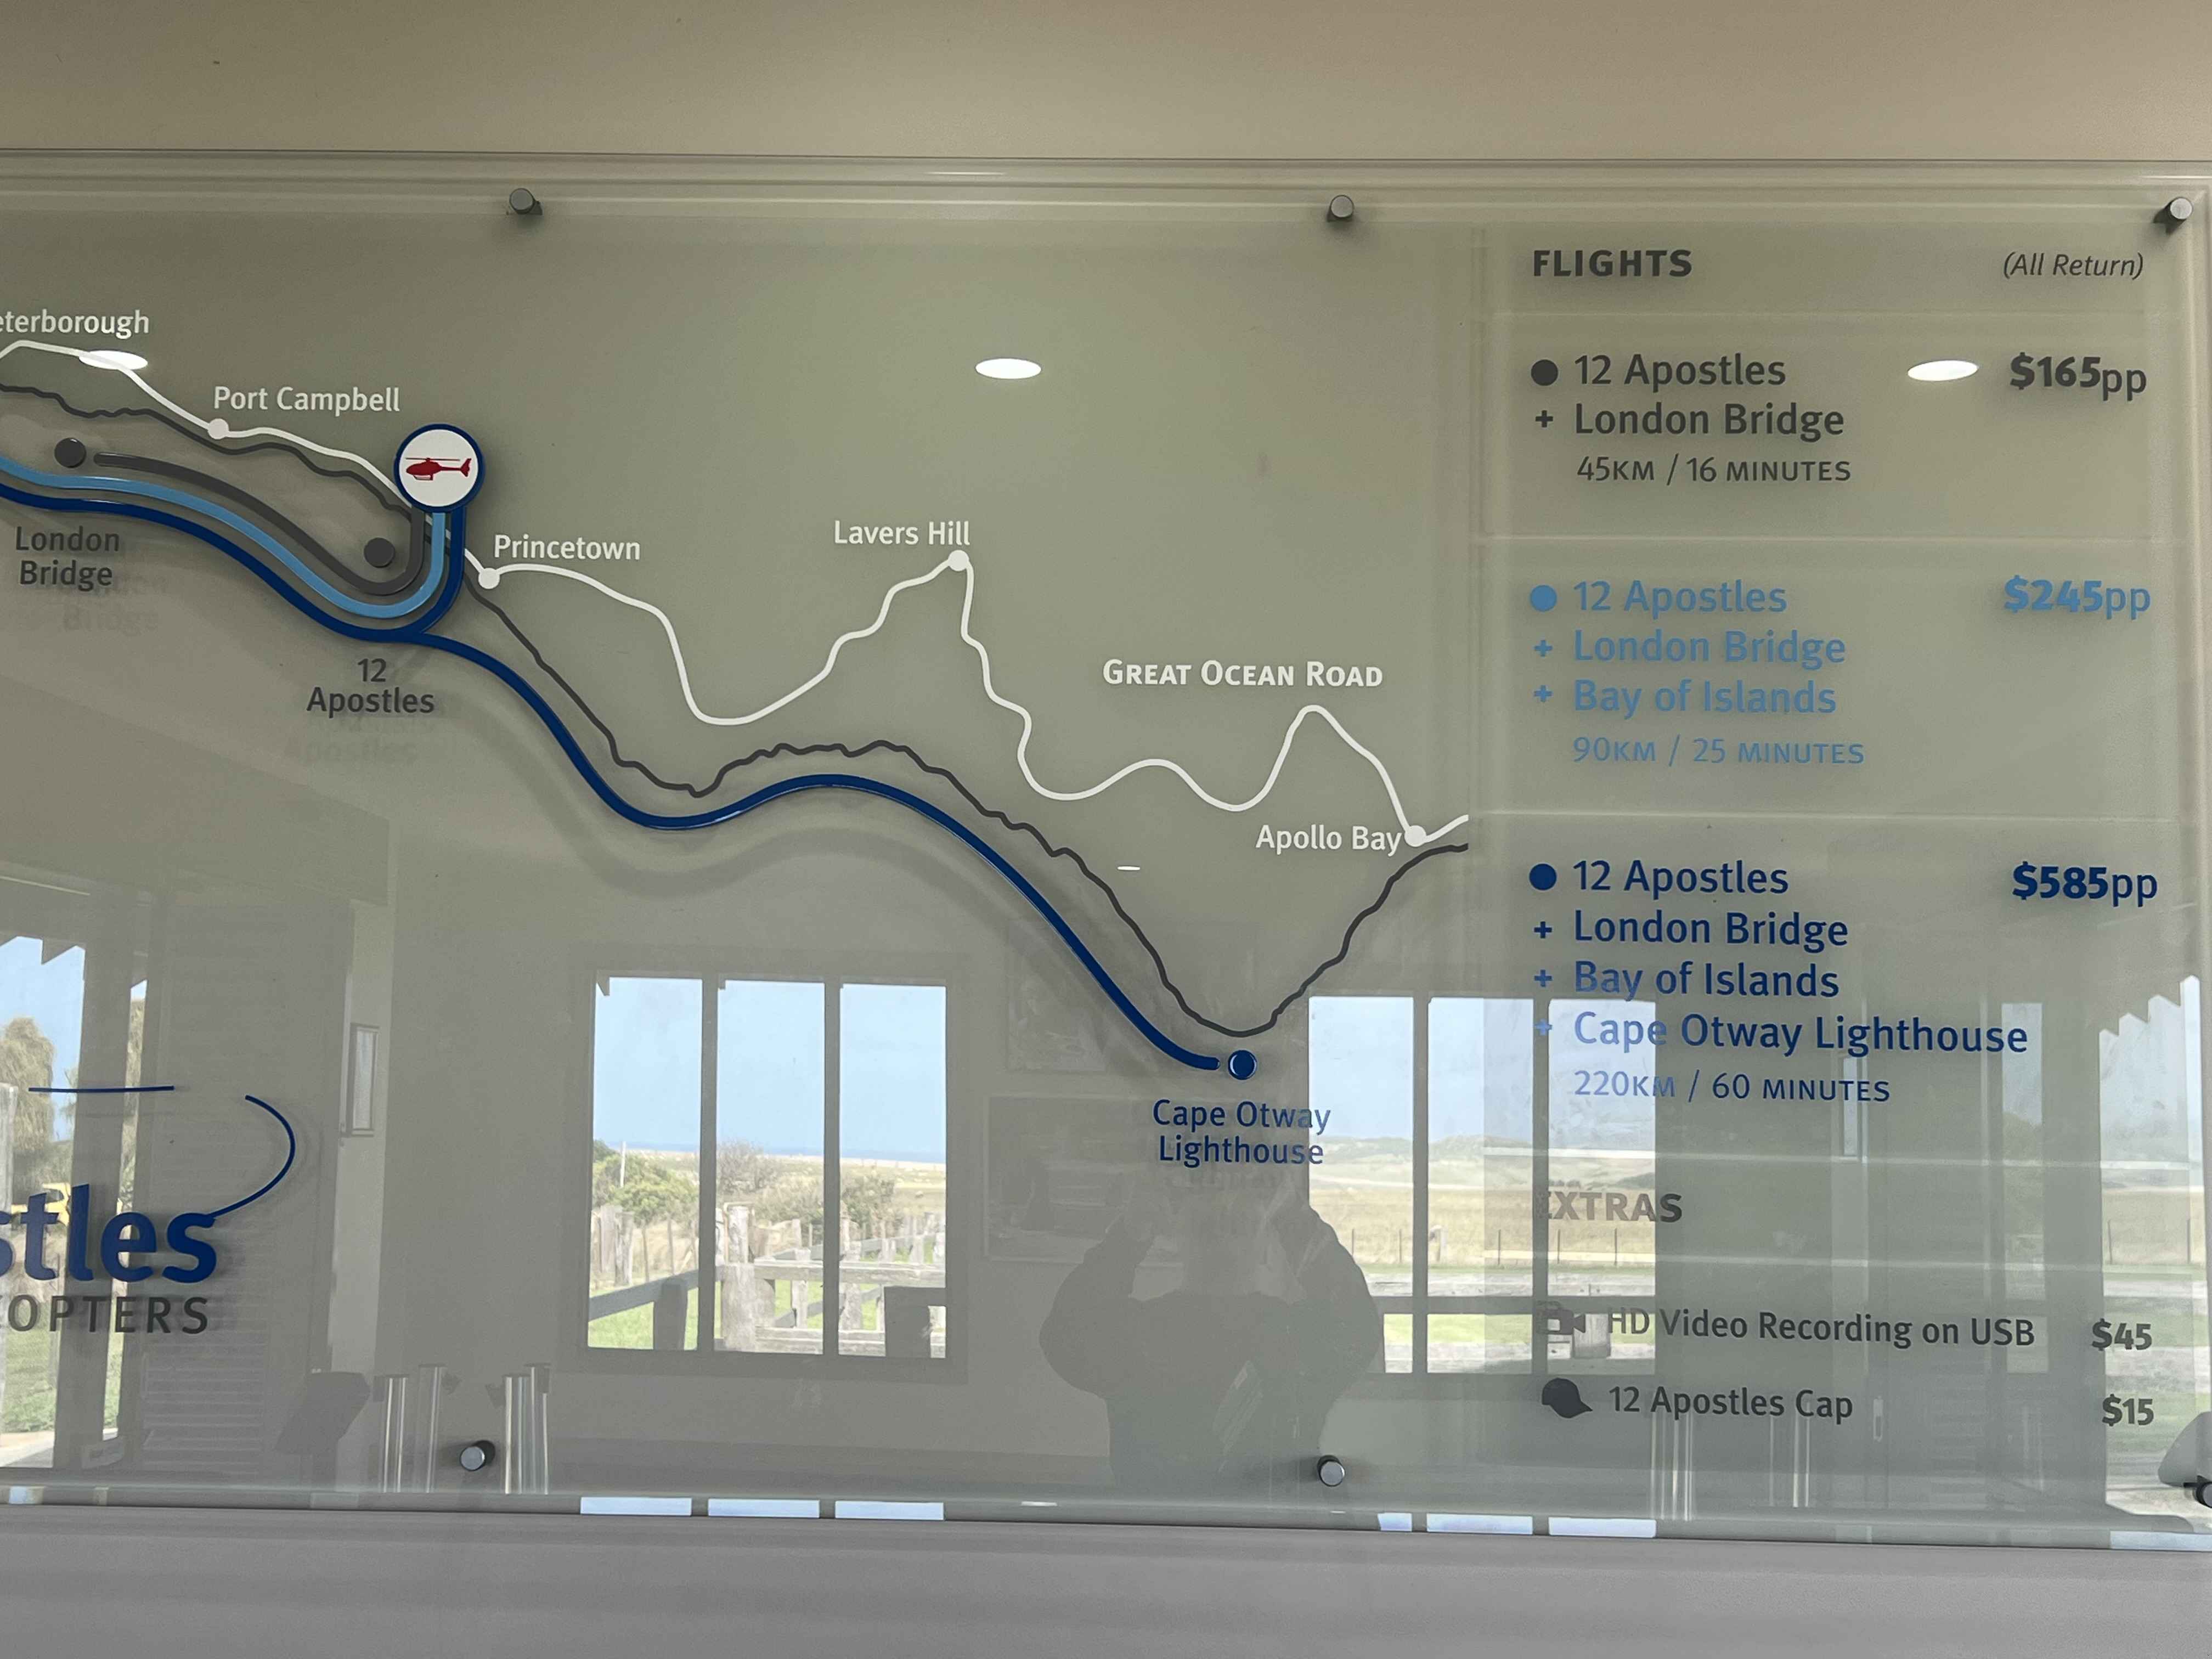 eterborough
Port Campbell
London
Bridge
Princetown
12
Apostles
Lavers Hill
GREAT OCEAN ROAD
Apollo Bay
Cape Otway
Lighthouse
stles
OPTERS
FLIGHTS (All Return)
12 Apostles $165pp
+ London Bridge
45KM / 16 MINUTES
12 Apostles $245pp
+ London Bridge
+ Bay of Islands
90KM / 25 MINUTES
12 Apostles $585pp
+ London Bridge
+ Bay of Islands
+ Cape Otway Lighthouse
220KM / 60 MINUTES
EXTRAS
HD Video Recording on USB $45
12 Apostles Cap $15